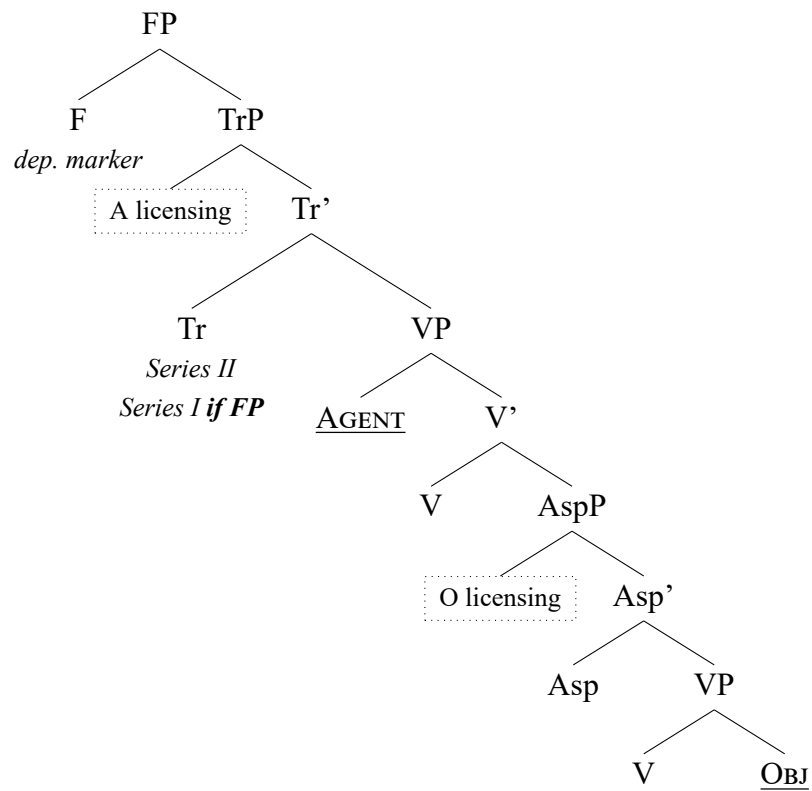 FP
F TrP
dep. marker
A licensing Tr’
Tr VP
Series II
Series I if FP
AGENT V’
V AspP
O licensing Asp’
Asp VP
V OBJ